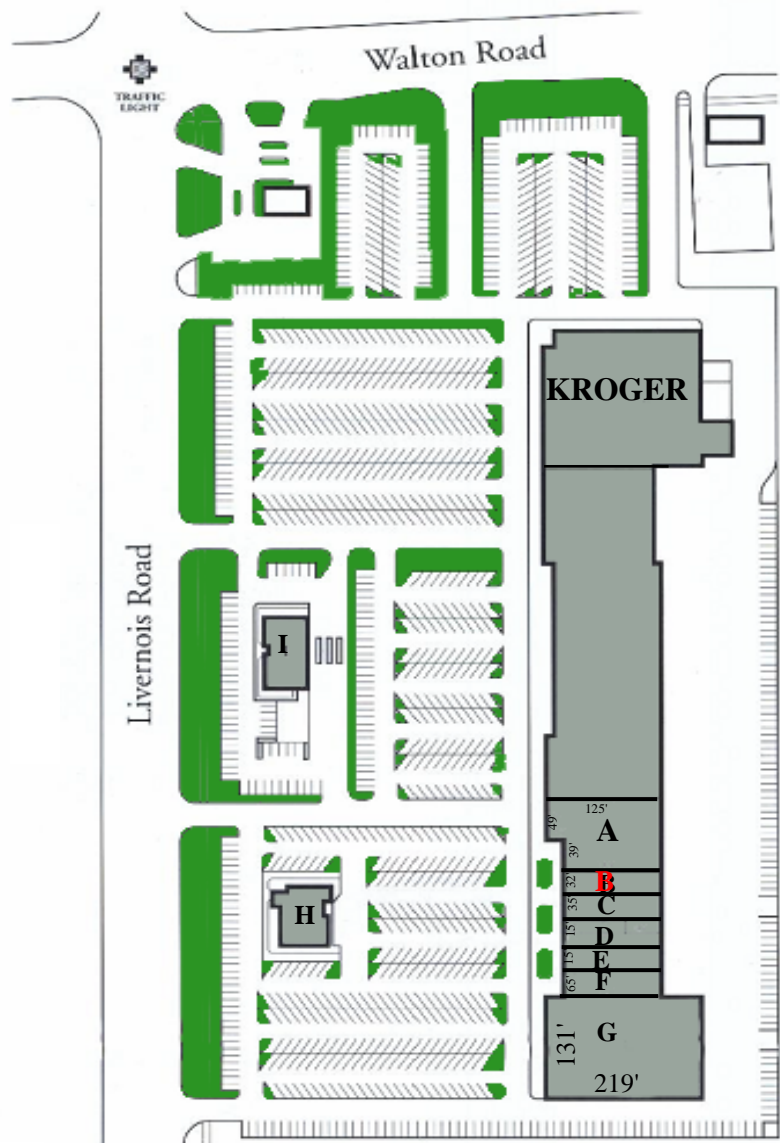 Walton Road
TRAFFIC
LIGHT
KROGER
Livernois Road
I
125'
49'
A
39'
B
32'
C
35'
D
15'
E
15'
F
65'
H
G
131'
219'